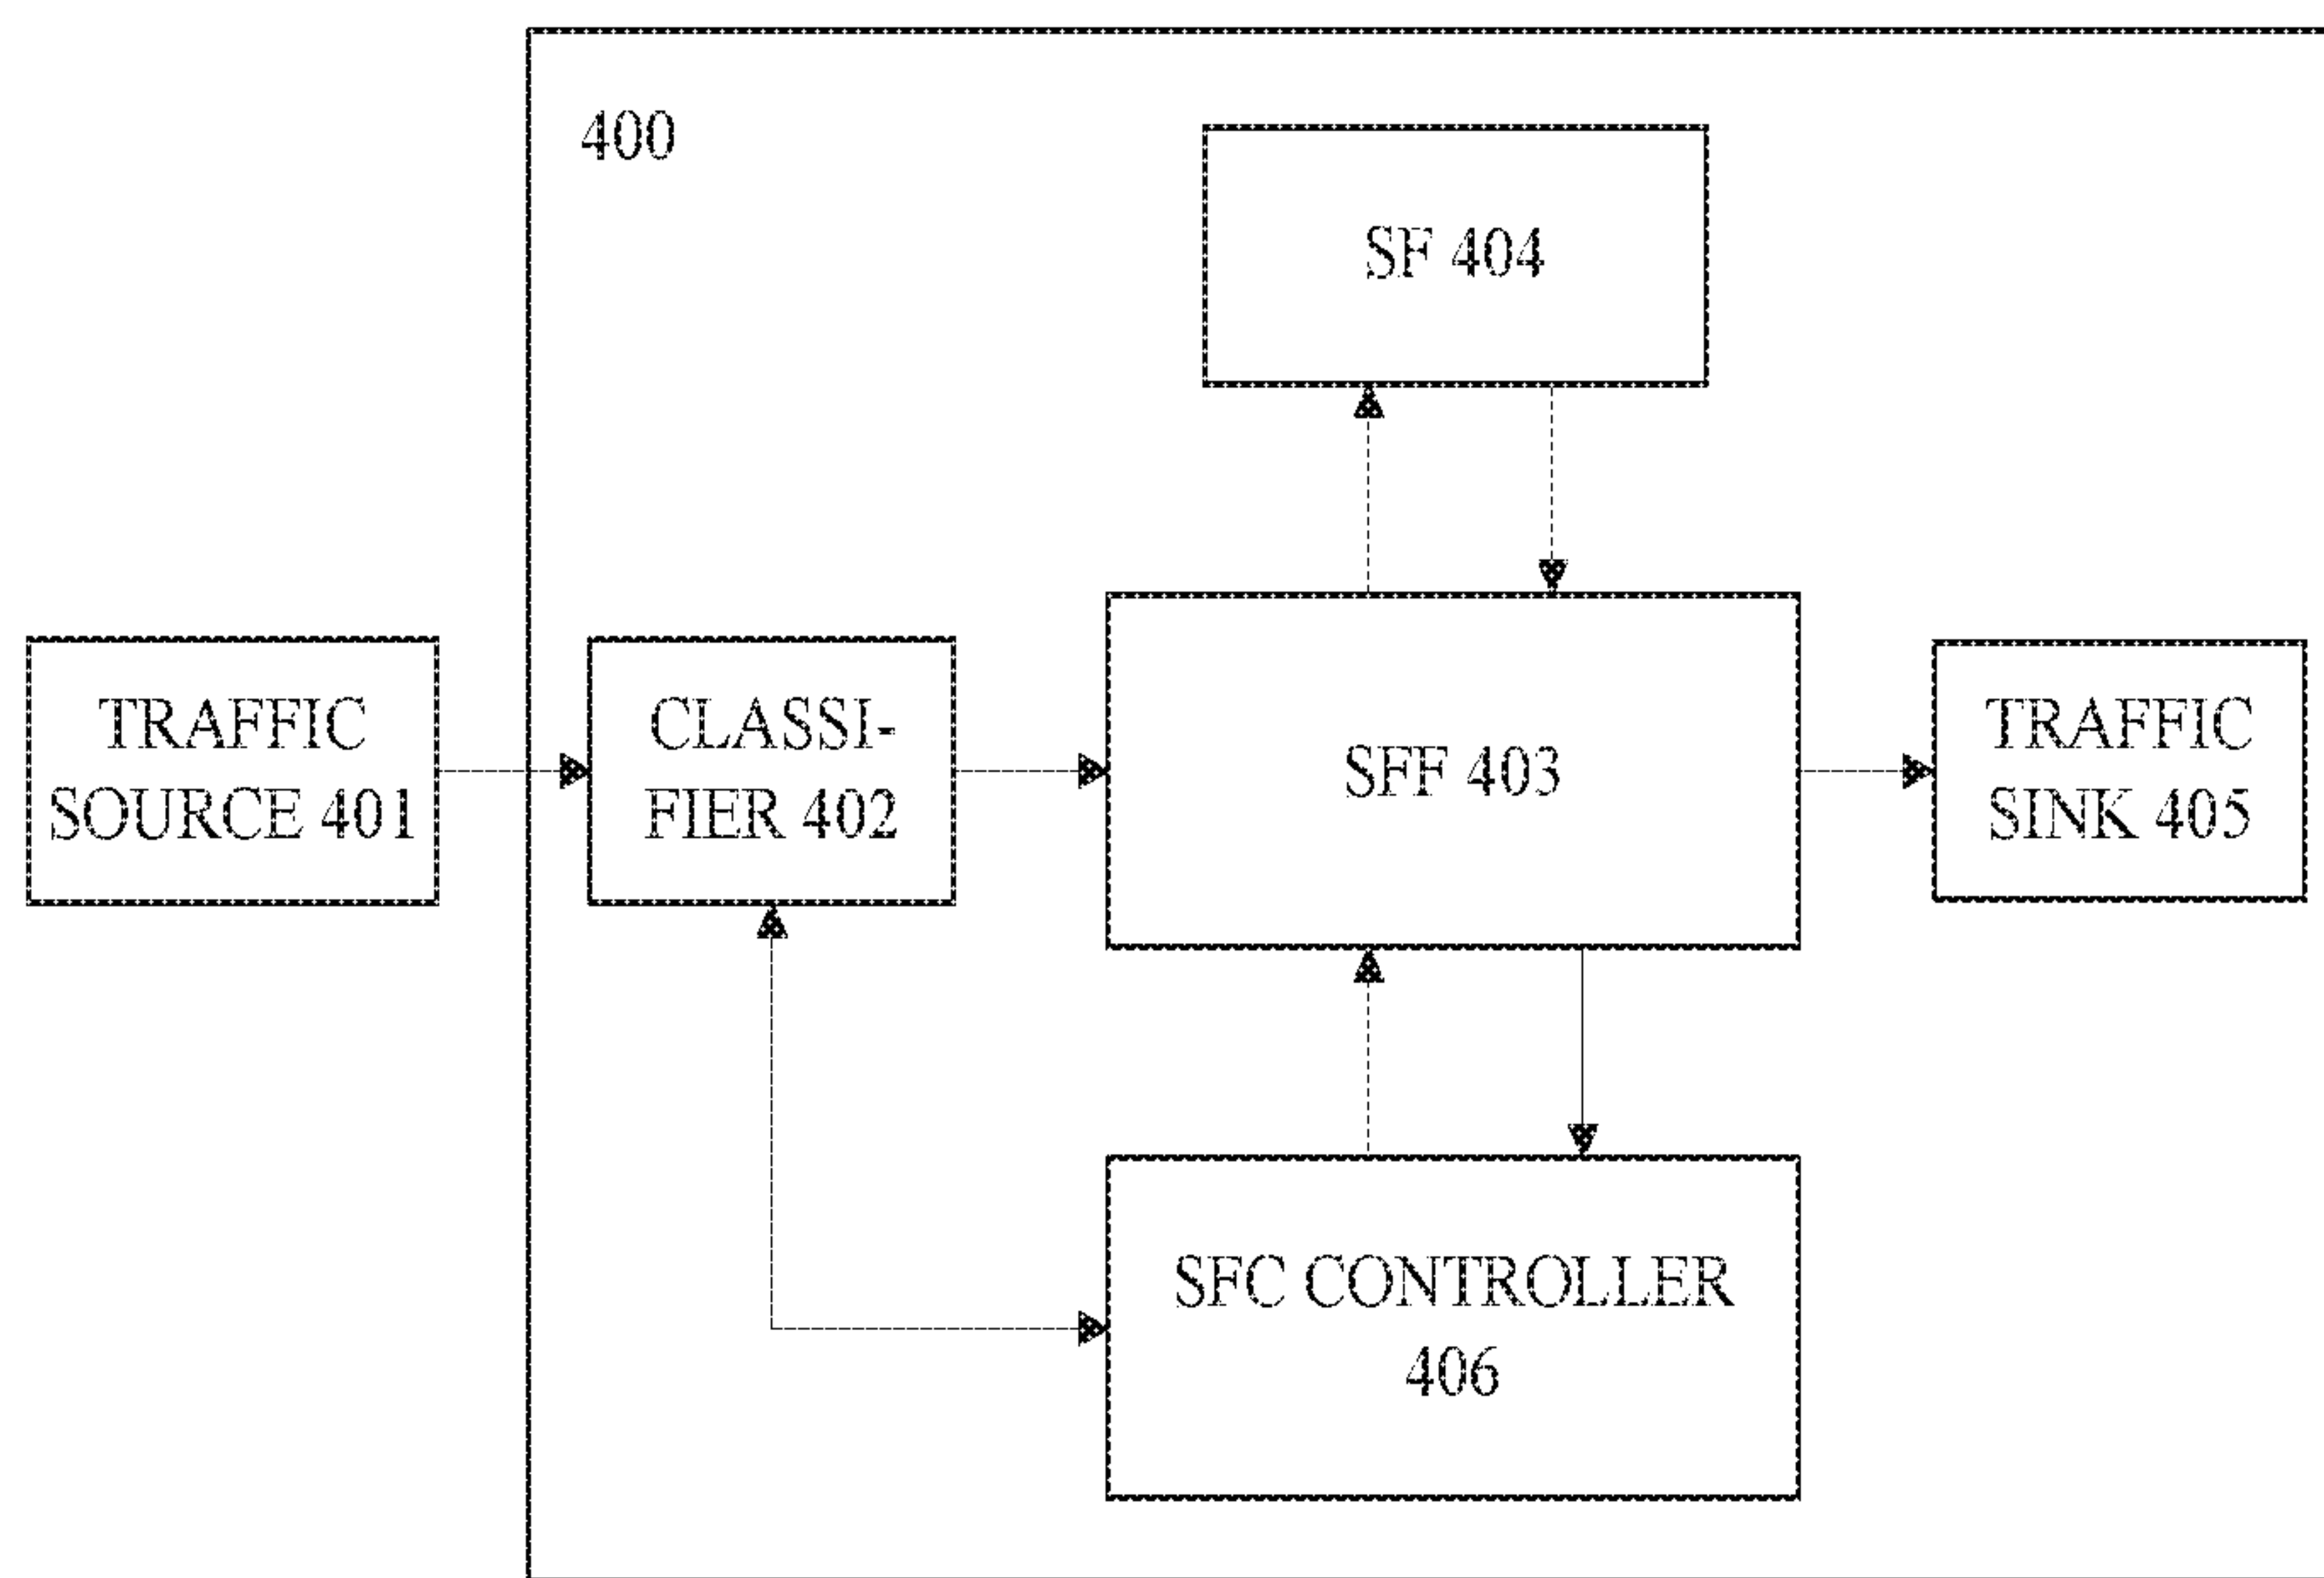 400
SF 404
TRAFFIC
SOURCE 401
CLASSI-
FIER 402
SFF 403
TRAFFIC
SINK 405
SFC CONTROLLER
406